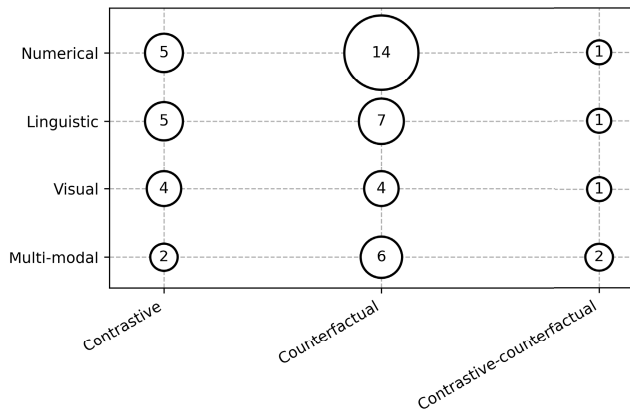 Numerical 5 14 1
Linguistic 5 7 1
Visual 4 4 1
Multi-modal 2 6 2
Contrastive
Counterfactual
Contrastive-counterfactual